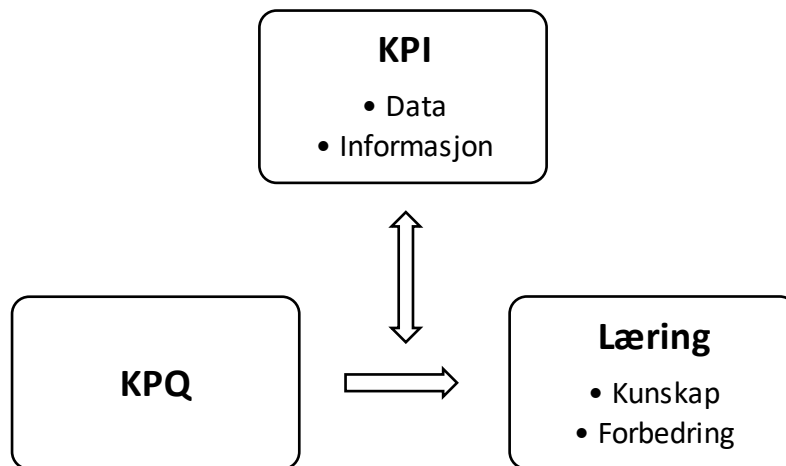 KPI
• Data
• Informasjon
KPQ
Læring
• Kunskap
• Forbedring